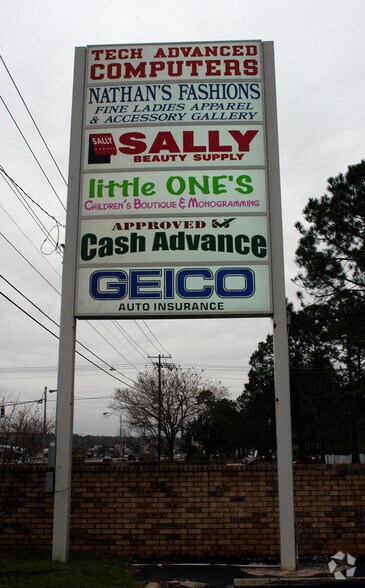 TECH ADVANCED
COMPUTERS
NATHAN'S FASHIONS
FINE LADIES APPAREL
& ACCESSORY GALLERY
SALLY
SALLY
BEAUTY SUPPLY
little ONE'S
CHILDREN'S BOUTIQUE & MONOGRAMMING
APPROVED
Cash Advance
GEICO
AUTO INSURANCE